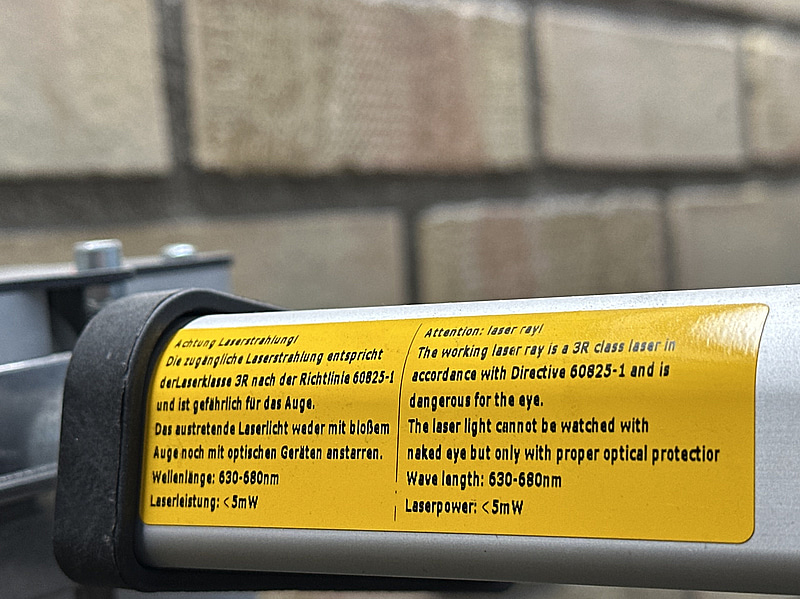 Achtung Laserstrahlung!
Die zugängliche Laserstrahlung entspricht
derLaserklasse 3R nach der Richtlinie 60825-1
und ist gefährlich für das Auge.
Das austretende Laserlicht weder mit bloßem
Auge noch mit optischen Geräten anstarren.
Wellenlänge: 630-680nm
Laserleistung: <5mW
Attention: laser ray!
The working laser ray is a 3R class laser in
accordance with Directive 60825-1 and is
dangerous for the eye.
The laser light cannot be watched with
naked eye but only with proper optical protectior
Wave length: 630-680nm
Laserpower: <5mW